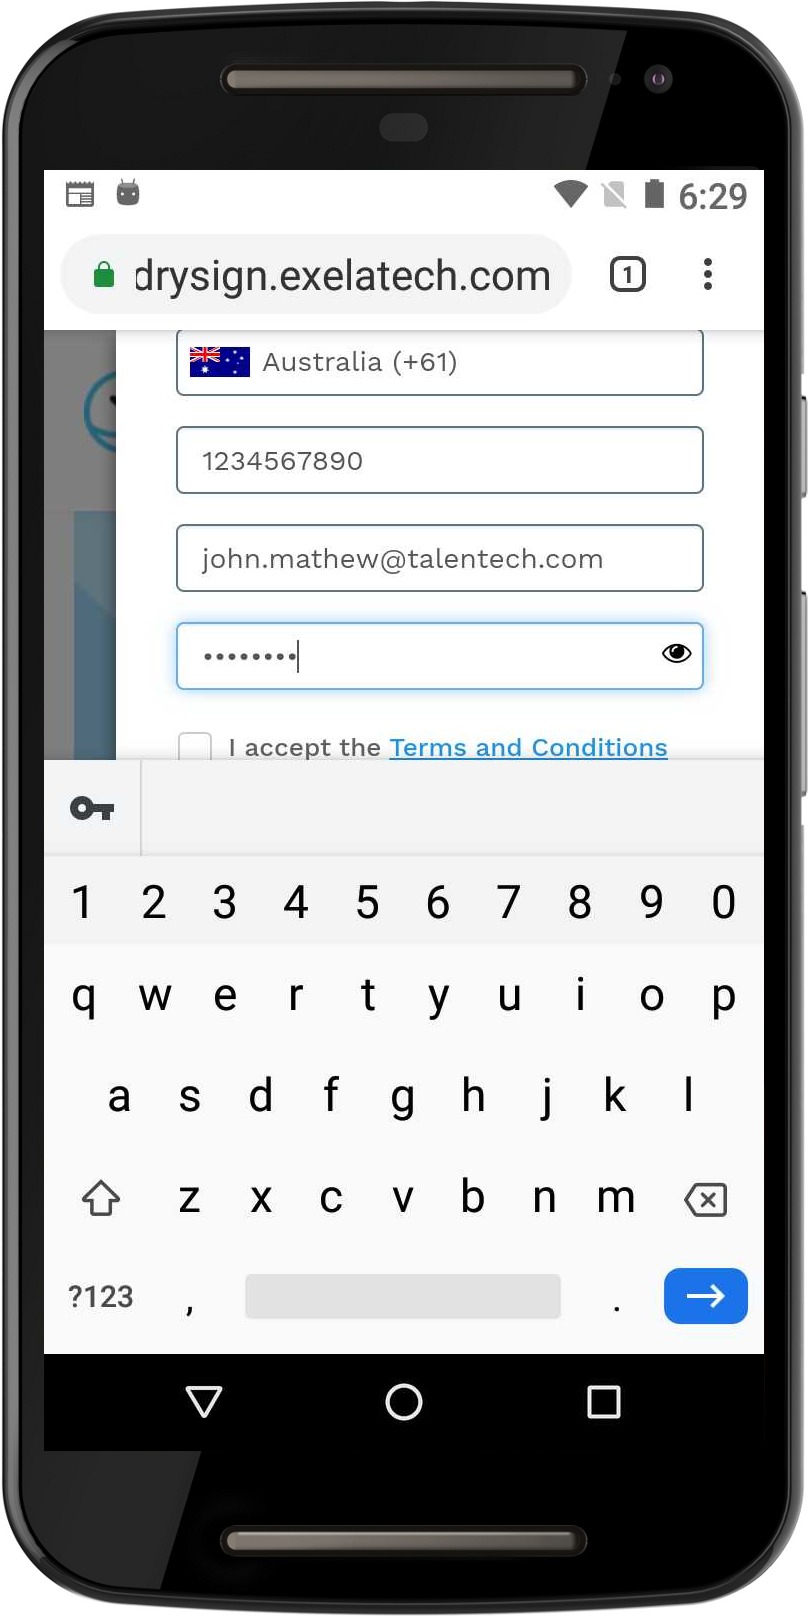 6:29
drysign.exelatech.com 1
Australia (+61)
1234567890
john.mathew@talentech.com
••••••••
I accept the Terms and Conditions
1 2 3 4 5 6 7 8 9 0
q w e r t y u i o p
a s d f g h j k l
z x c v b n m
?123 , .